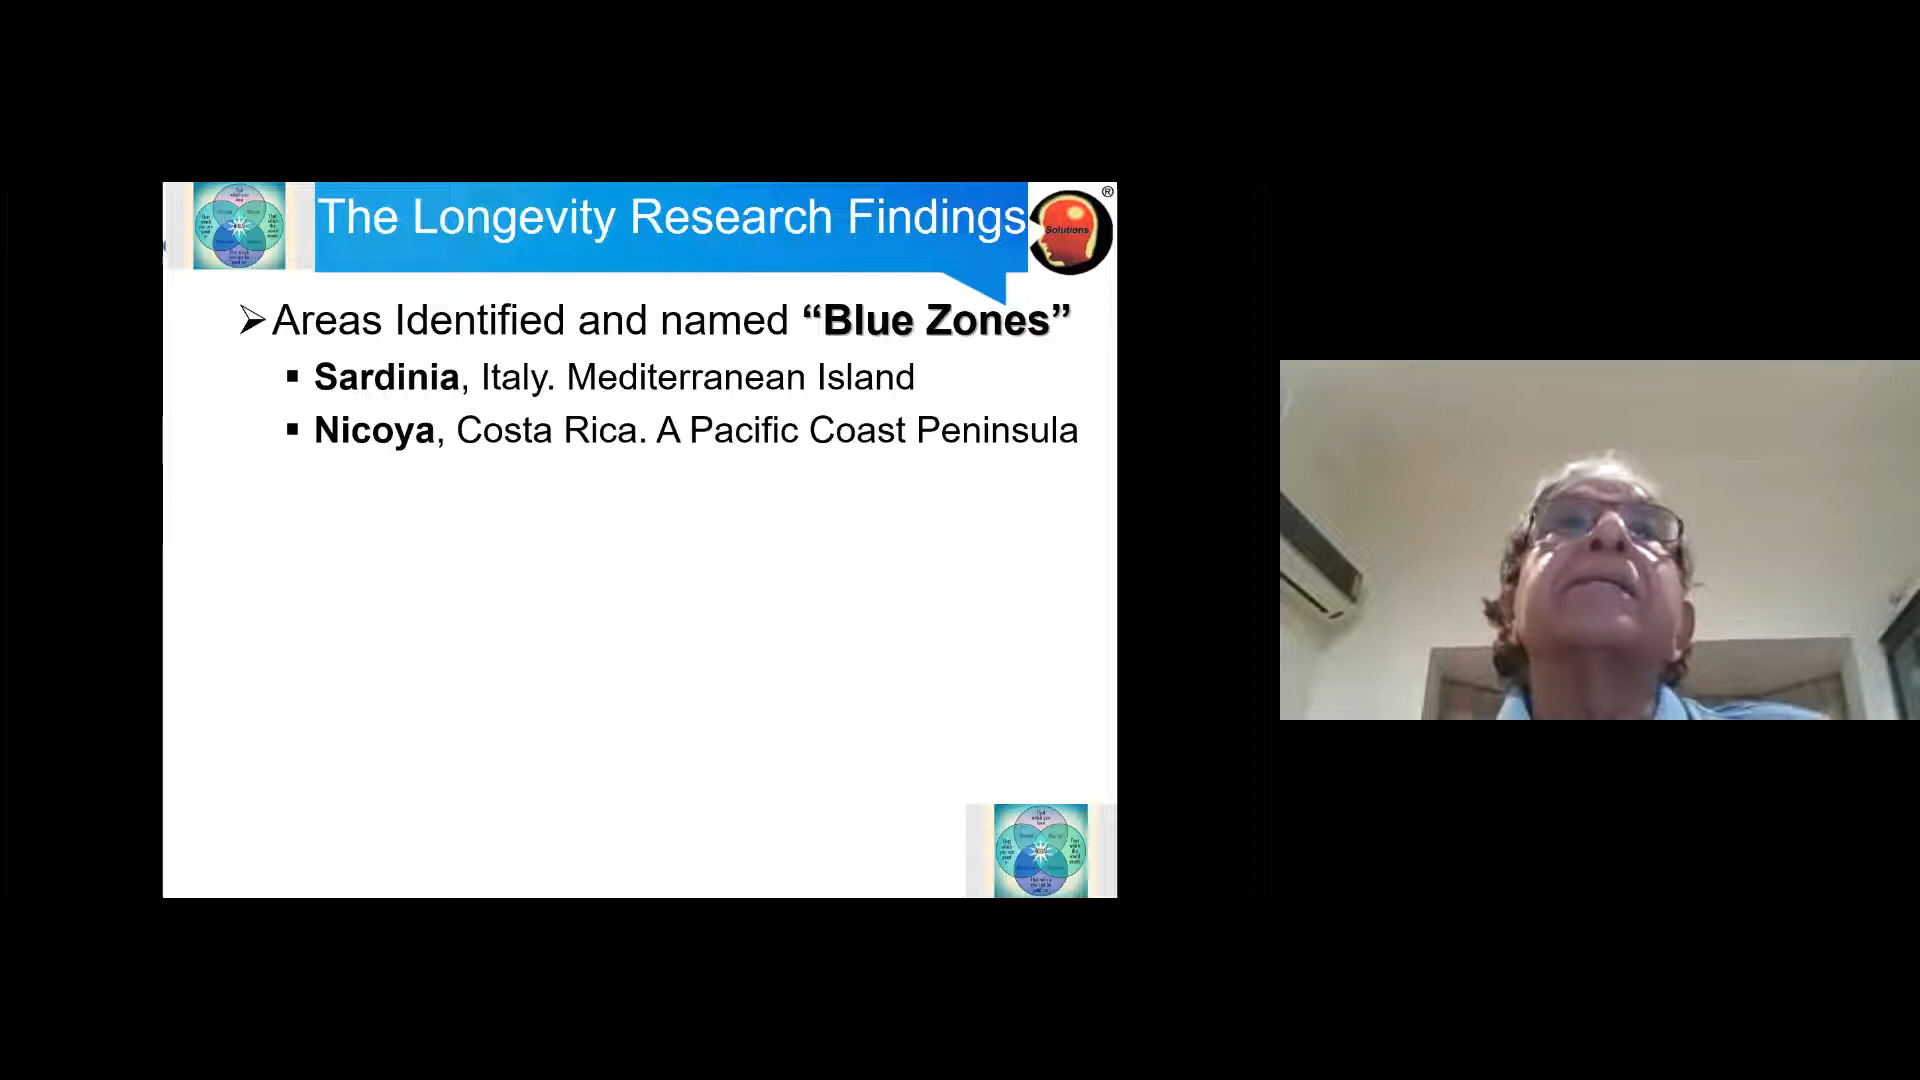 The Longevity Research Findings
®
Solutions
➢Areas Identified and named “Blue Zones”
▪ Sardinia, Italy. Mediterranean Island
▪ Nicoya, Costa Rica. A Pacific Coast Peninsula